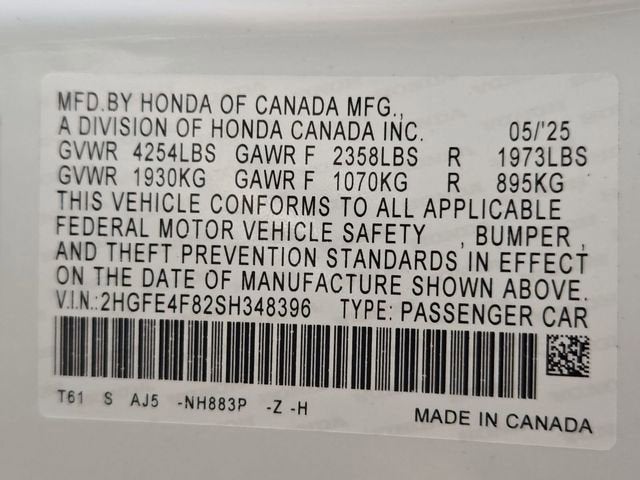 MFD.BY HONDA OF CANADA MFG.,
A DIVISION OF HONDA CANADA INC. 05/'25
GVWR 4254LBS GAWR F 2358LBS R 1973LBS
GVWR 1930KG GAWR F 1070KG R 895KG
THIS VEHICLE CONFORMS TO ALL APPLICABLE
FEDERAL MOTOR VEHICLE SAFETY , BUMPER ,
AND THEFT PREVENTION STANDARDS IN EFFECT
ON THE DATE OF MANUFACTURE SHOWN ABOVE.
V.I.N.:2HGFE4F82SH348396 TYPE: PASSENGER CAR
T61 S AJ5 -NH883P -Z -H
MADE IN CANADA